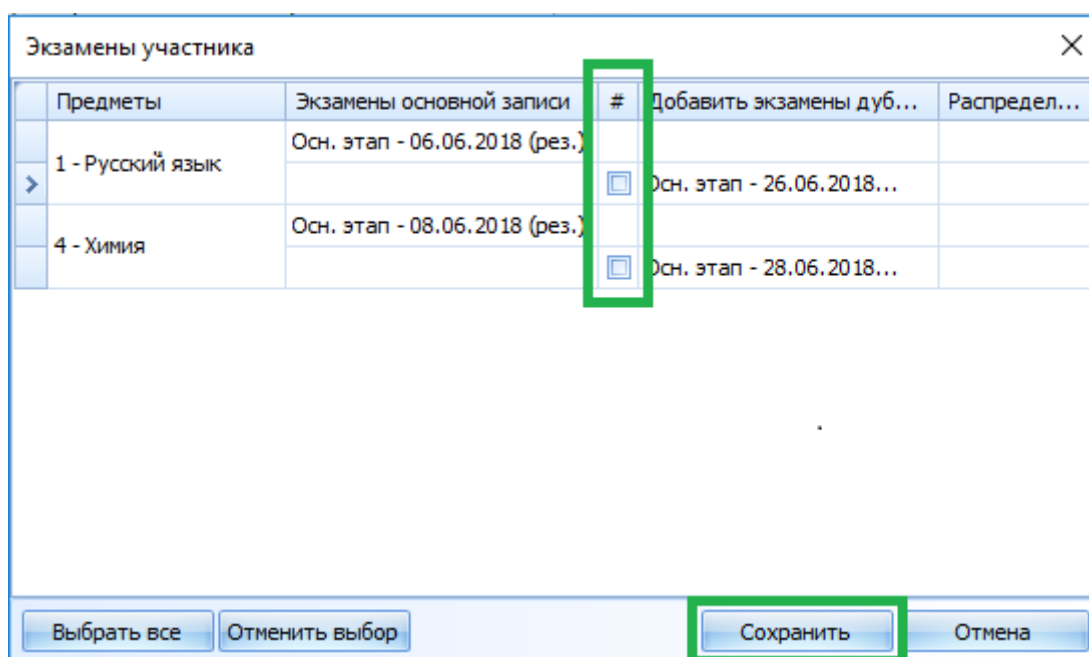 Экзамены участника
Предметы Экзамены основной записи # Добавить экзамены дуб... Распредел...
Осн. этап - 06.06.2018 (рез.)
1 - Русский язык
Осн. этап - 26.06.2018...
Осн. этап - 08.06.2018 (рез.)
4 - Химия
Осн. этап - 28.06.2018...
Выбрать все Отменить выбор Сохранить Отмена